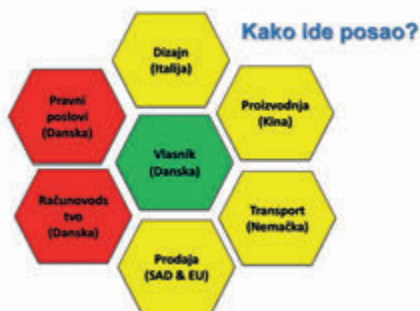 Kako ide posao?
Dizajn
(Italija)
Pravni
poslovi
(Danska)
Proizvodnja
(Kina)
Vlasnik
(Danska)
Računovods
tvo
(Danska)
Transport
(Nemačka)
Prodaja
(SAD & EU)